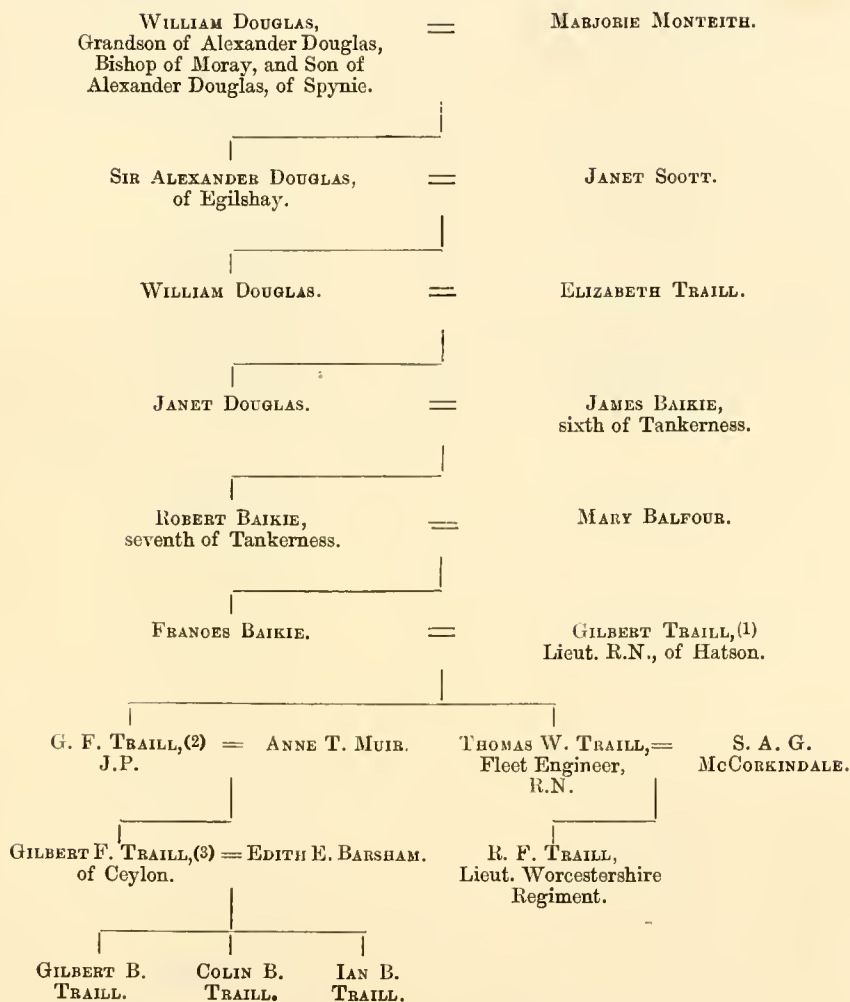 WILLIAM DOUGLAS, = MARJORIE MONTEITH.
Grandson of Alexander Douglas,
Bishop of Moray, and Son of
Alexander Douglas, of Spynie.
SIR ALEXANDER DOUGLAS, = JANET SOOTT.
of Egilshay.
WILLIAM DOUGLAS. = ELIZABETH TRAILL.
JANET DOUGLAS. = JAMES BAIKIE,
sixth of Tankerness.
ROBERT BAIKIE, = MARY BALFOUR.
seventh of Tankerness.
FRANOES BAIKIE. = GILBERT TRAILL,(1)
Lieut. R.N., of Hatson.
G. F. TRAILL,(2) = ANNE T. MUIR.
J.P.
THOMAS W. TRAILL,= S. A. G.
Fleet Engineer, MCCORKINDALE.
R.N.
GILBERT F. TRAILL,(3) = EDITH E. BARSHAM.
of Ceylon.
R. F. TRAILL,
Lieut. Worcestershire
Regiment.
GILBERT B. COLIN B. IAN B.
TRAILL. TRAILL. TRAILL.